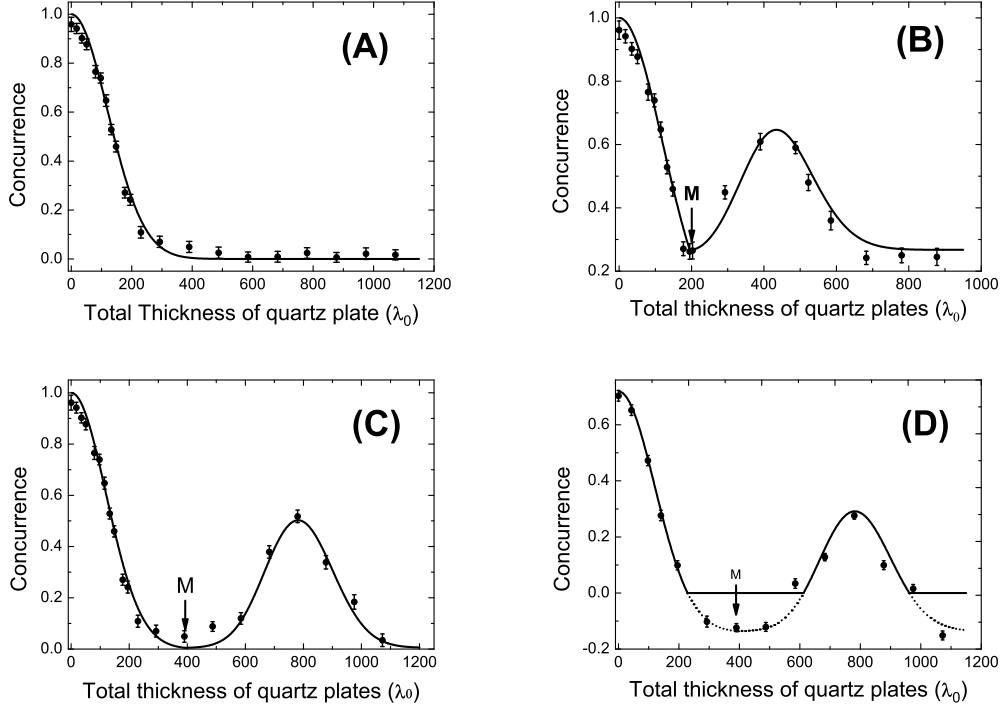 (A)
Concurrence
1.0
0.8
0.6
0.4
0.2
0.0
0 200 400 600 800 1000 1200
Total Thickness of quartz plate (λ₀)
(B)
Concurrence
1.0
0.8
0.6
0.4
0.2
M
0 200 400 600 800 1000
Total thickness of quartz plates (λ₀)
(C)
Concurrence
1.0
0.8
0.6
0.4
0.2
0.0
M
0 200 400 600 800 1000 1200
Total thickness of quartz plates (λ₀)
(D)
Concurrence
0.6
0.4
0.2
0.0
-0.2
M
0 200 400 600 800 1000 1200
Total thickness of quartz plates (λ₀)